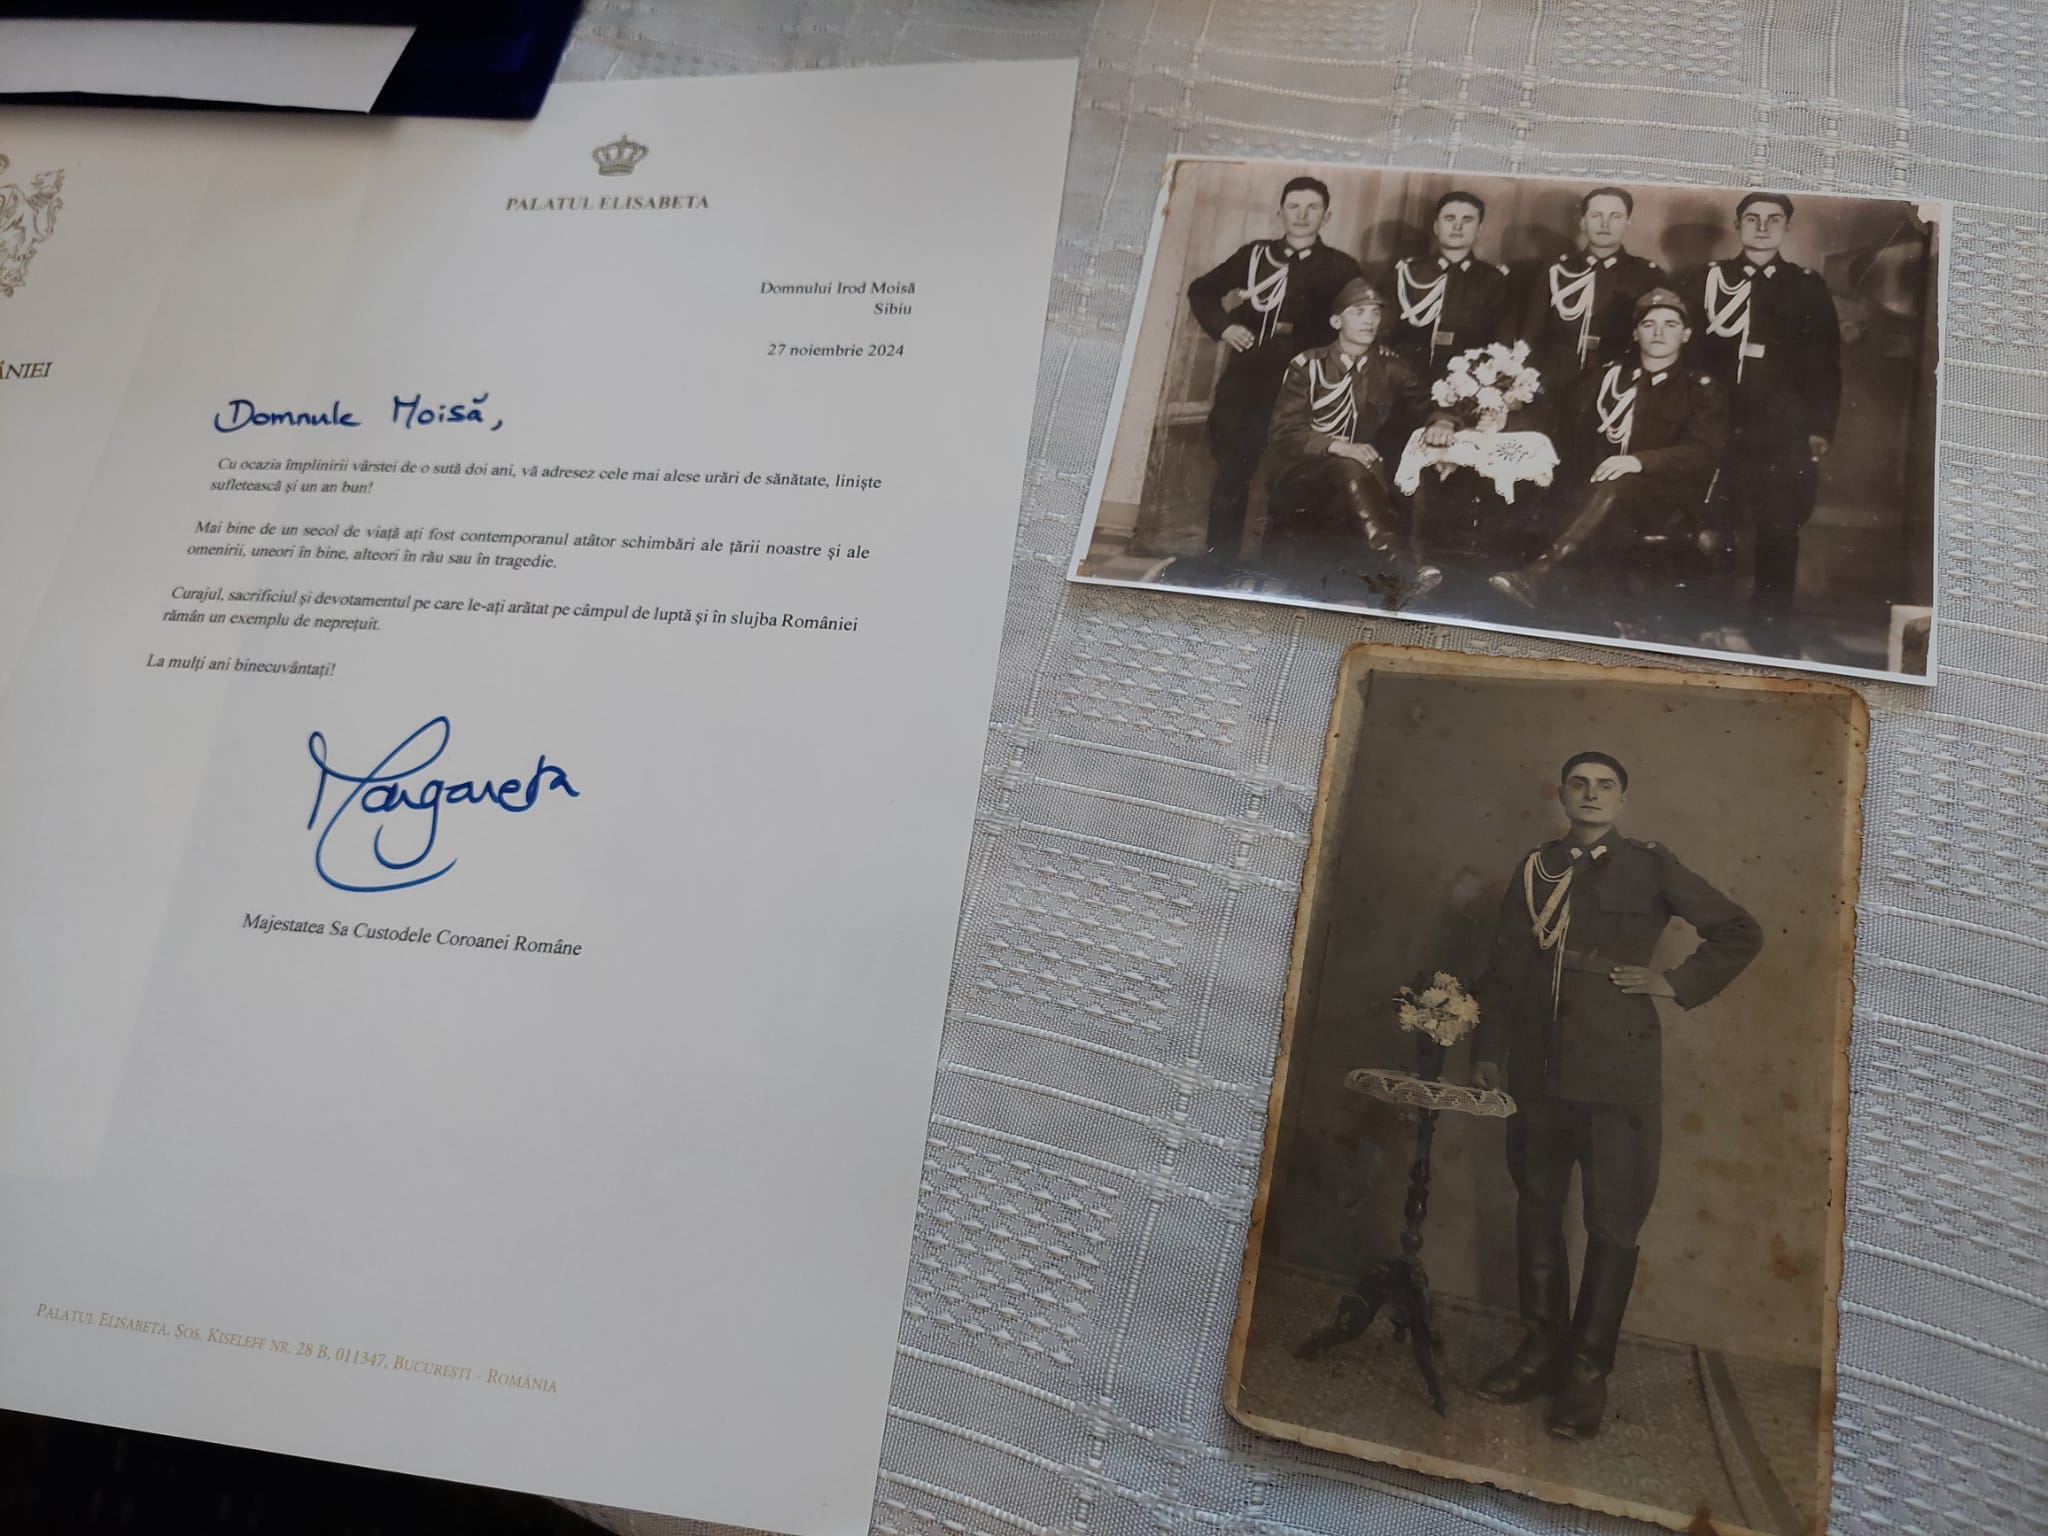 ÂNIEI
PALATUL ELISABETA
Domnului Irod Moisă
Sibiu
27 noiembrie 2024
Domnule Moisă,
Cu ocazia împlinirii vârstei de o sută doi ani, vă adresez cele mai alese urări de sănătate, liniște
sufletească și un an bun!
Mai bine de un secol de viață ați fost contemporanul atâtor schimbări ale țării noastre și ale
omenirii, uneori în bine, alteori în rău sau în tragedie.
Curajul, sacrificiul și devotamentul pe care le-ați arătat pe câmpul de luptă și în slujba României
rămân un exemplu de neprețuit.
La mulți ani binecuvântați!
Margareta
Majestatea Sa Custodele Coroanei Române
PALATUL ELISABETA, ȘOS. KISELEFF NR. 28 B, 011347, BUCUREȘTI - ROMÂNIA